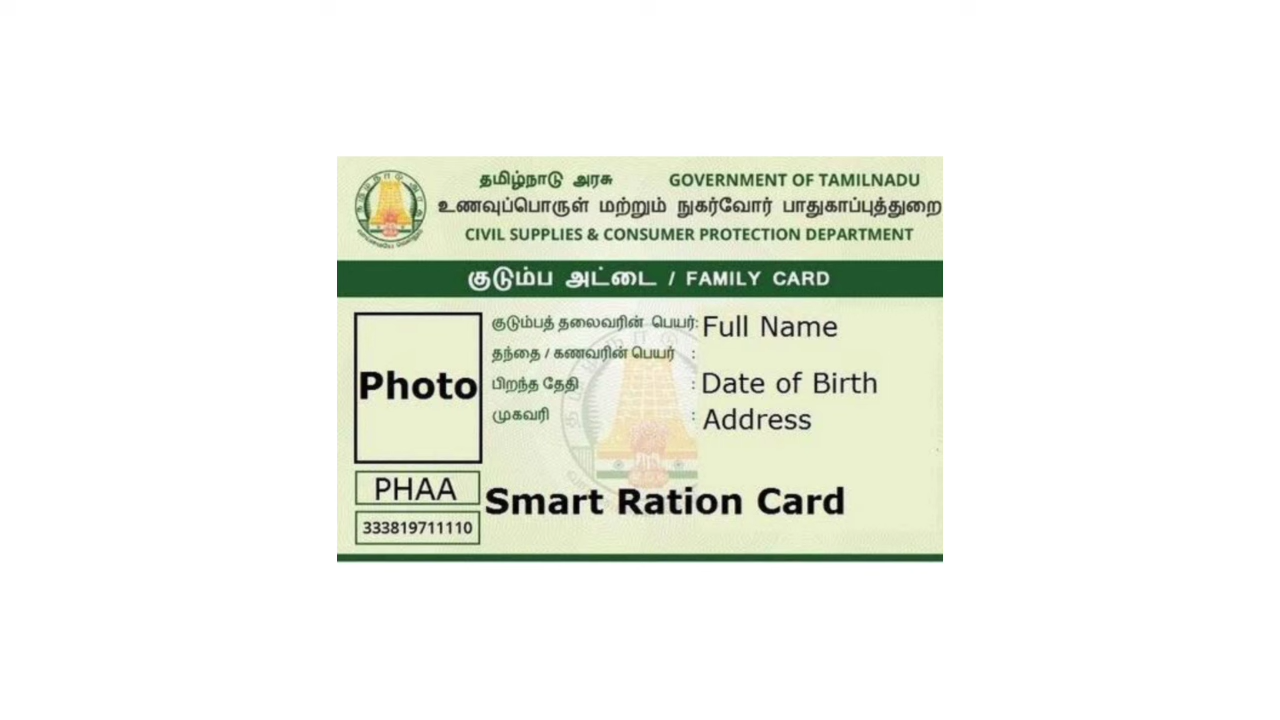 தமிழ்நாடு அரசு GOVERNMENT OF TAMILNADU
உணவுப்பொருள் மற்றும் நுகர்வோர் பாதுகாப்புத்துறை
CIVIL SUPPLIES & CONSUMER PROTECTION DEPARTMENT
குடும்ப அட்டை / FAMILY CARD
குடும்பத் தலைவரின் பெயர்: Full Name
தந்தை / கணவரின் பெயர் :
பிறந்த தேதி : Date of Birth
முகவரி : Address
Photo
PHAA
333819711110
Smart Ration Card